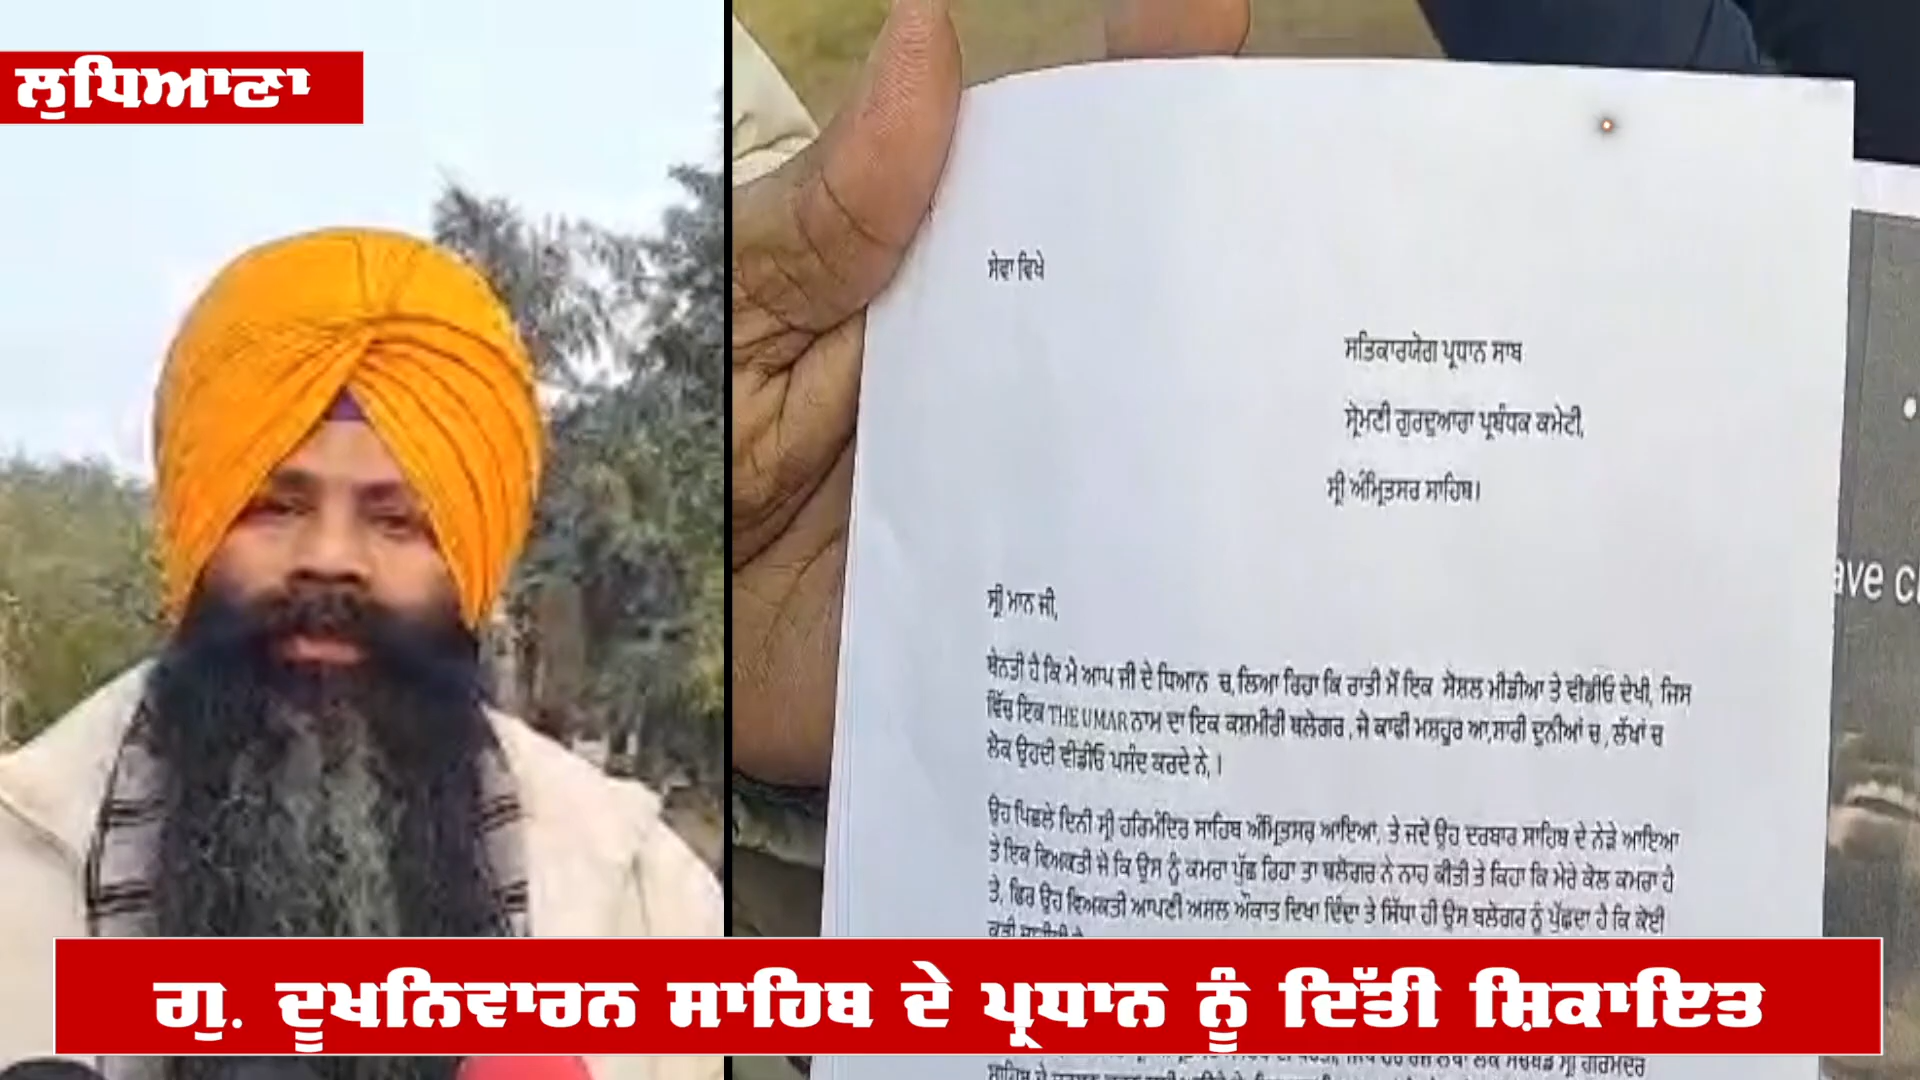 ਲੁਧਿਆਣਾ
ਸੇਵਾ ਵਿਖੇ
ਸਤਿਕਾਰਯੋਗ ਪ੍ਰਧਾਨ ਸਾਬ
ਸ੍ਰੋਮਣੀ ਗੁਰਦੁਆਰਾ ਪ੍ਰਬੰਧਕ ਕਮੇਟੀ,
ਸ੍ਰੀ ਅੰਮ੍ਰਿਤਸਰ ਸਾਹਿਬ।
ਸ੍ਰੀ ਮਾਨ ਜੀ,
ਬੇਨਤੀ ਹੈ ਕਿ ਮੈ ਆਪ ਜੀ ਦੇ ਧਿਆਨ ਚ, ਲਿਆ ਰਿਹਾ ਕਿ ਰਾਤੀ ਮੈਂ ਇਕ ਸੋਸ਼ਲ ਮੀਡੀਆ ਤੇ ਵੀਡੀਓ ਦੇਖੀ, ਜਿਸ
ਵਿੱਚ ਇਕ THE UMAR ਨਾਮ ਦਾ ਇਕ ਕਸ਼ਮੀਰੀ ਬਲੋਗਰ , ਜੋ ਕਾਫੀ ਮਸ਼ਹੂਰ ਆ,ਸਾਰੀ ਦੁਨੀਆਂ ਚ , ਲੱਖਾਂ ਚ
ਲੋਕ ਉਹਦੀ ਵੀਡੀਓ ਪਸੰਦ ਕਰਦੇ ਨੇ, ।
ਉਹ ਪਿਛਲੇ ਦਿਨੀ ਸ੍ਰੀ ਹਰਿਮੰਦਿਰ ਸਾਹਿਬ ਅੰਮ੍ਰਿਤਸਰ ਆਇਆਂ, ਤੇ ਜਦੋ ਉਹ ਦਰਬਾਰ ਸਾਹਿਬ ਦੇ ਨੇੜੇ ਆਇਆ
ਤੇ ਇਕ ਵਿਅਕਤੀ ਜੋ ਕਿ ਉਸ ਨੂੰ ਕਮਰਾ ਪੁੱਛ ਰਿਹਾ ਤਾ ਬਲੋਗਰ ਨੇ ਨਾਹ ਕੀਤੀ ਤੇ ਕਿਹਾ ਕਿ ਮੇਰੇ ਕੋਲ ਕਮਰਾ ਹੈ
ਤੇ, ਫਿਰ ਉਹ ਵਿਅਕਤੀ ਆਪਣੀ ਅਸਲ ਔਕਾਤ ਦਿਖਾ ਦਿੰਦਾ ਤੇ ਸਿੱਧਾ ਹੀ ਉਸ ਬਲੋਗਰ ਨੂੰ ਪੁੱਛਦਾ ਹੈ ਕਿ ਕੋਈ
ਗੁ. ਦੂਖਨਿਵਾਰਨ ਸਾਹਿਬ ਦੇ ਪ੍ਰਧਾਨ ਨੂੰ ਦਿੱਤੀ ਸ਼ਿਕਾਇਤ